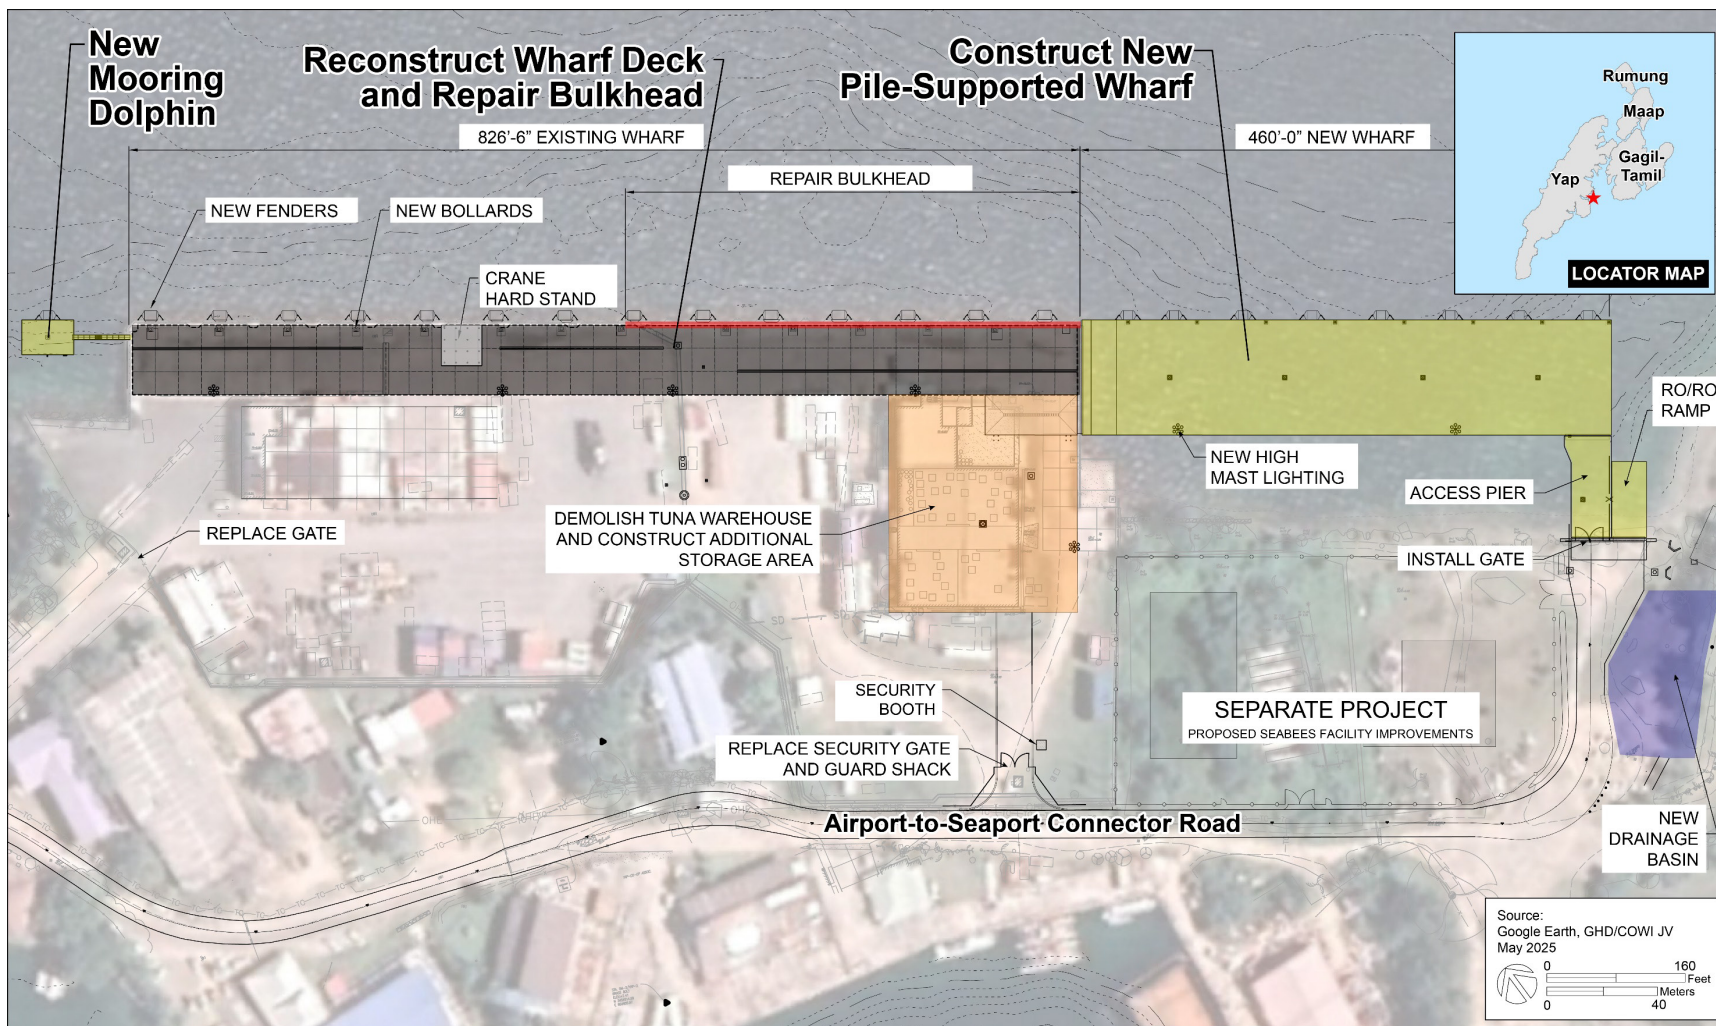 New
Mooring
Dolphin
Reconstruct Wharf Deck
and Repair Bulkhead
Construct New
Pile-Supported Wharf
826'-6" EXISTING WHARF
460'-0" NEW WHARF
REPAIR BULKHEAD
NEW FENDERS
NEW BOLLARDS
CRANE
HARD STAND
Rumung
Maap
Gagil-
Tamil
Yap
LOCATOR MAP
RO/RO
RAMP
NEW HIGH
MAST LIGHTING
ACCESS PIER
REPLACE GATE
DEMOLISH TUNA WAREHOUSE
AND CONSTRUCT ADDITIONAL
STORAGE AREA
INSTALL GATE
SECURITY
BOOTH
SEPARATE PROJECT
PROPOSED SEABEES FACILITY IMPROVEMENTS
REPLACE SECURITY GATE
AND GUARD SHACK
Airport-to-Seaport Connector Road
NEW
DRAINAGE
BASIN
Source:
Google Earth, GHD/COWI JV
May 2025
0 160
Feet
Meters
0 40